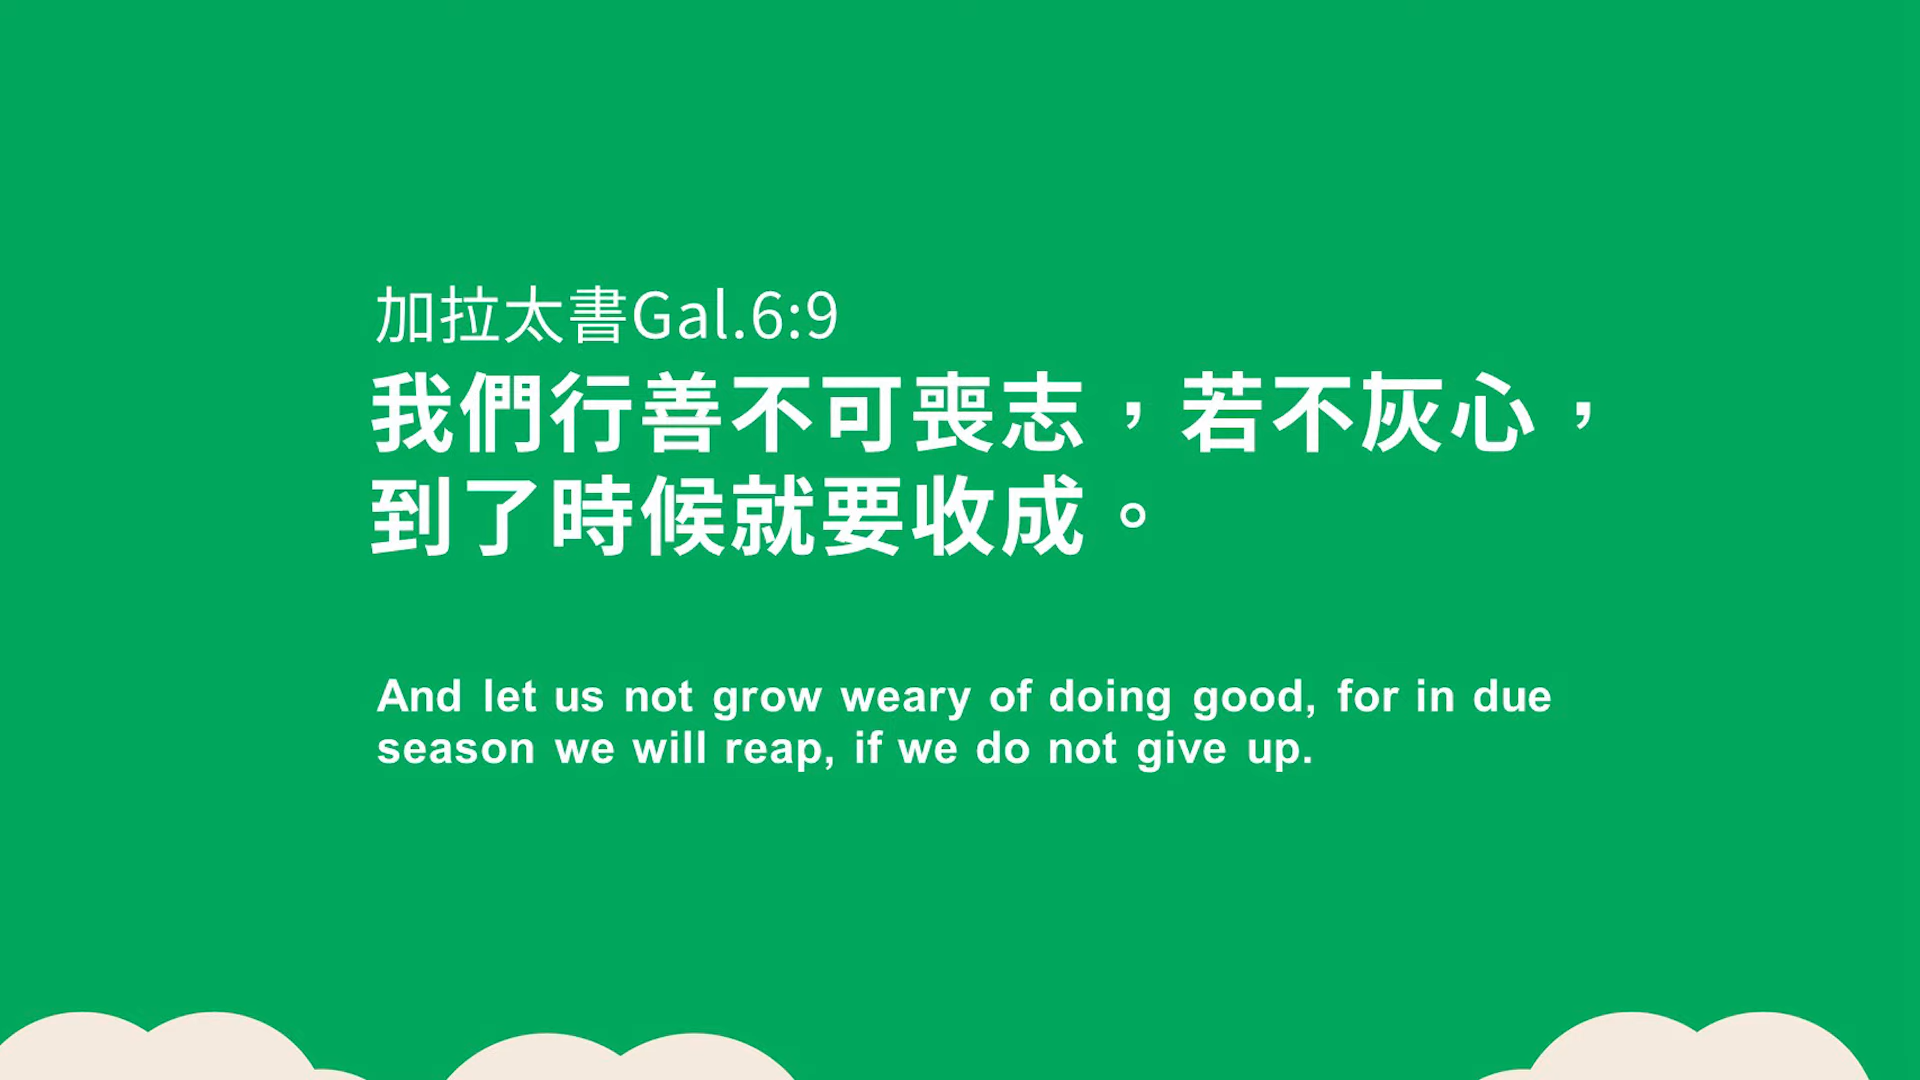 加拉太書Gal.6:9
我們行善不可喪志，若不灰心，
到了時候就要收成。
And let us not grow weary of doing good, for in due
season we will reap, if we do not give up.